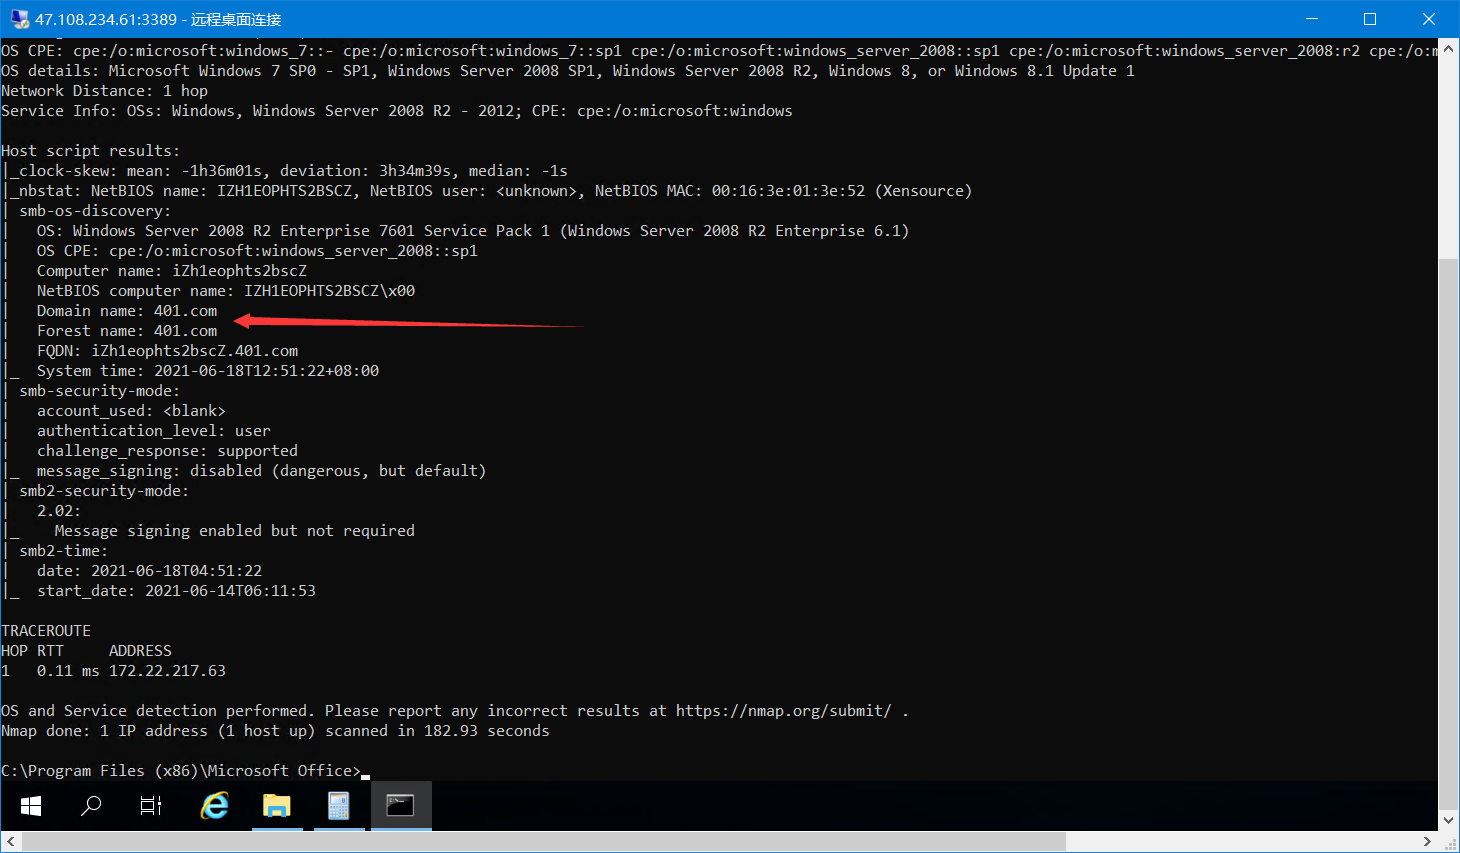 47.108.234.61:3389 - 远程桌面连接
OS CPE: cpe:/o:microsoft:windows_7::- cpe:/o:microsoft:windows_7::sp1 cpe:/o:microsoft:windows_server_2008::sp1 cpe:/o:microsoft:windows_server_2008:r2 cpe:/o:m
OS details: Microsoft Windows 7 SP0 - SP1, Windows Server 2008 SP1, Windows Server 2008 R2, Windows 8, or Windows 8.1 Update 1
Network Distance: 1 hop
Service Info: OSs: Windows, Windows Server 2008 R2 - 2012; CPE: cpe:/o:microsoft:windows
Host script results:
|_clock-skew: mean: -1h36m01s, deviation: 3h34m39s, median: -1s
|_nbstat: NetBIOS name: IZH1EOPHTS2BSCZ, NetBIOS user: <unknown>, NetBIOS MAC: 00:16:3e:01:3e:52 (Xensource)
| smb-os-discovery:
|   OS: Windows Server 2008 R2 Enterprise 7601 Service Pack 1 (Windows Server 2008 R2 Enterprise 6.1)
|   OS CPE: cpe:/o:microsoft:windows_server_2008::sp1
|   Computer name: iZh1eophts2bscZ
|   NetBIOS computer name: IZH1EOPHTS2BSCZ\x00
|   Domain name: 401.com
|   Forest name: 401.com
|   FQDN: iZh1eophts2bscZ.401.com
|_  System time: 2021-06-18T12:51:22+08:00
| smb-security-mode:
|   account_used: <blank>
|   authentication_level: user
|   challenge_response: supported
|_  message_signing: disabled (dangerous, but default)
| smb2-security-mode:
|   2.02:
|_    Message signing enabled but not required
| smb2-time:
|   date: 2021-06-18T04:51:22
|_  start_date: 2021-06-14T06:11:53
TRACEROUTE
HOP RTT     ADDRESS
1   0.11 ms 172.22.217.63
OS and Service detection performed. Please report any incorrect results at https://nmap.org/submit/ .
Nmap done: 1 IP address (1 host up) scanned in 182.93 seconds
C:\Program Files (x86)\Microsoft Office>